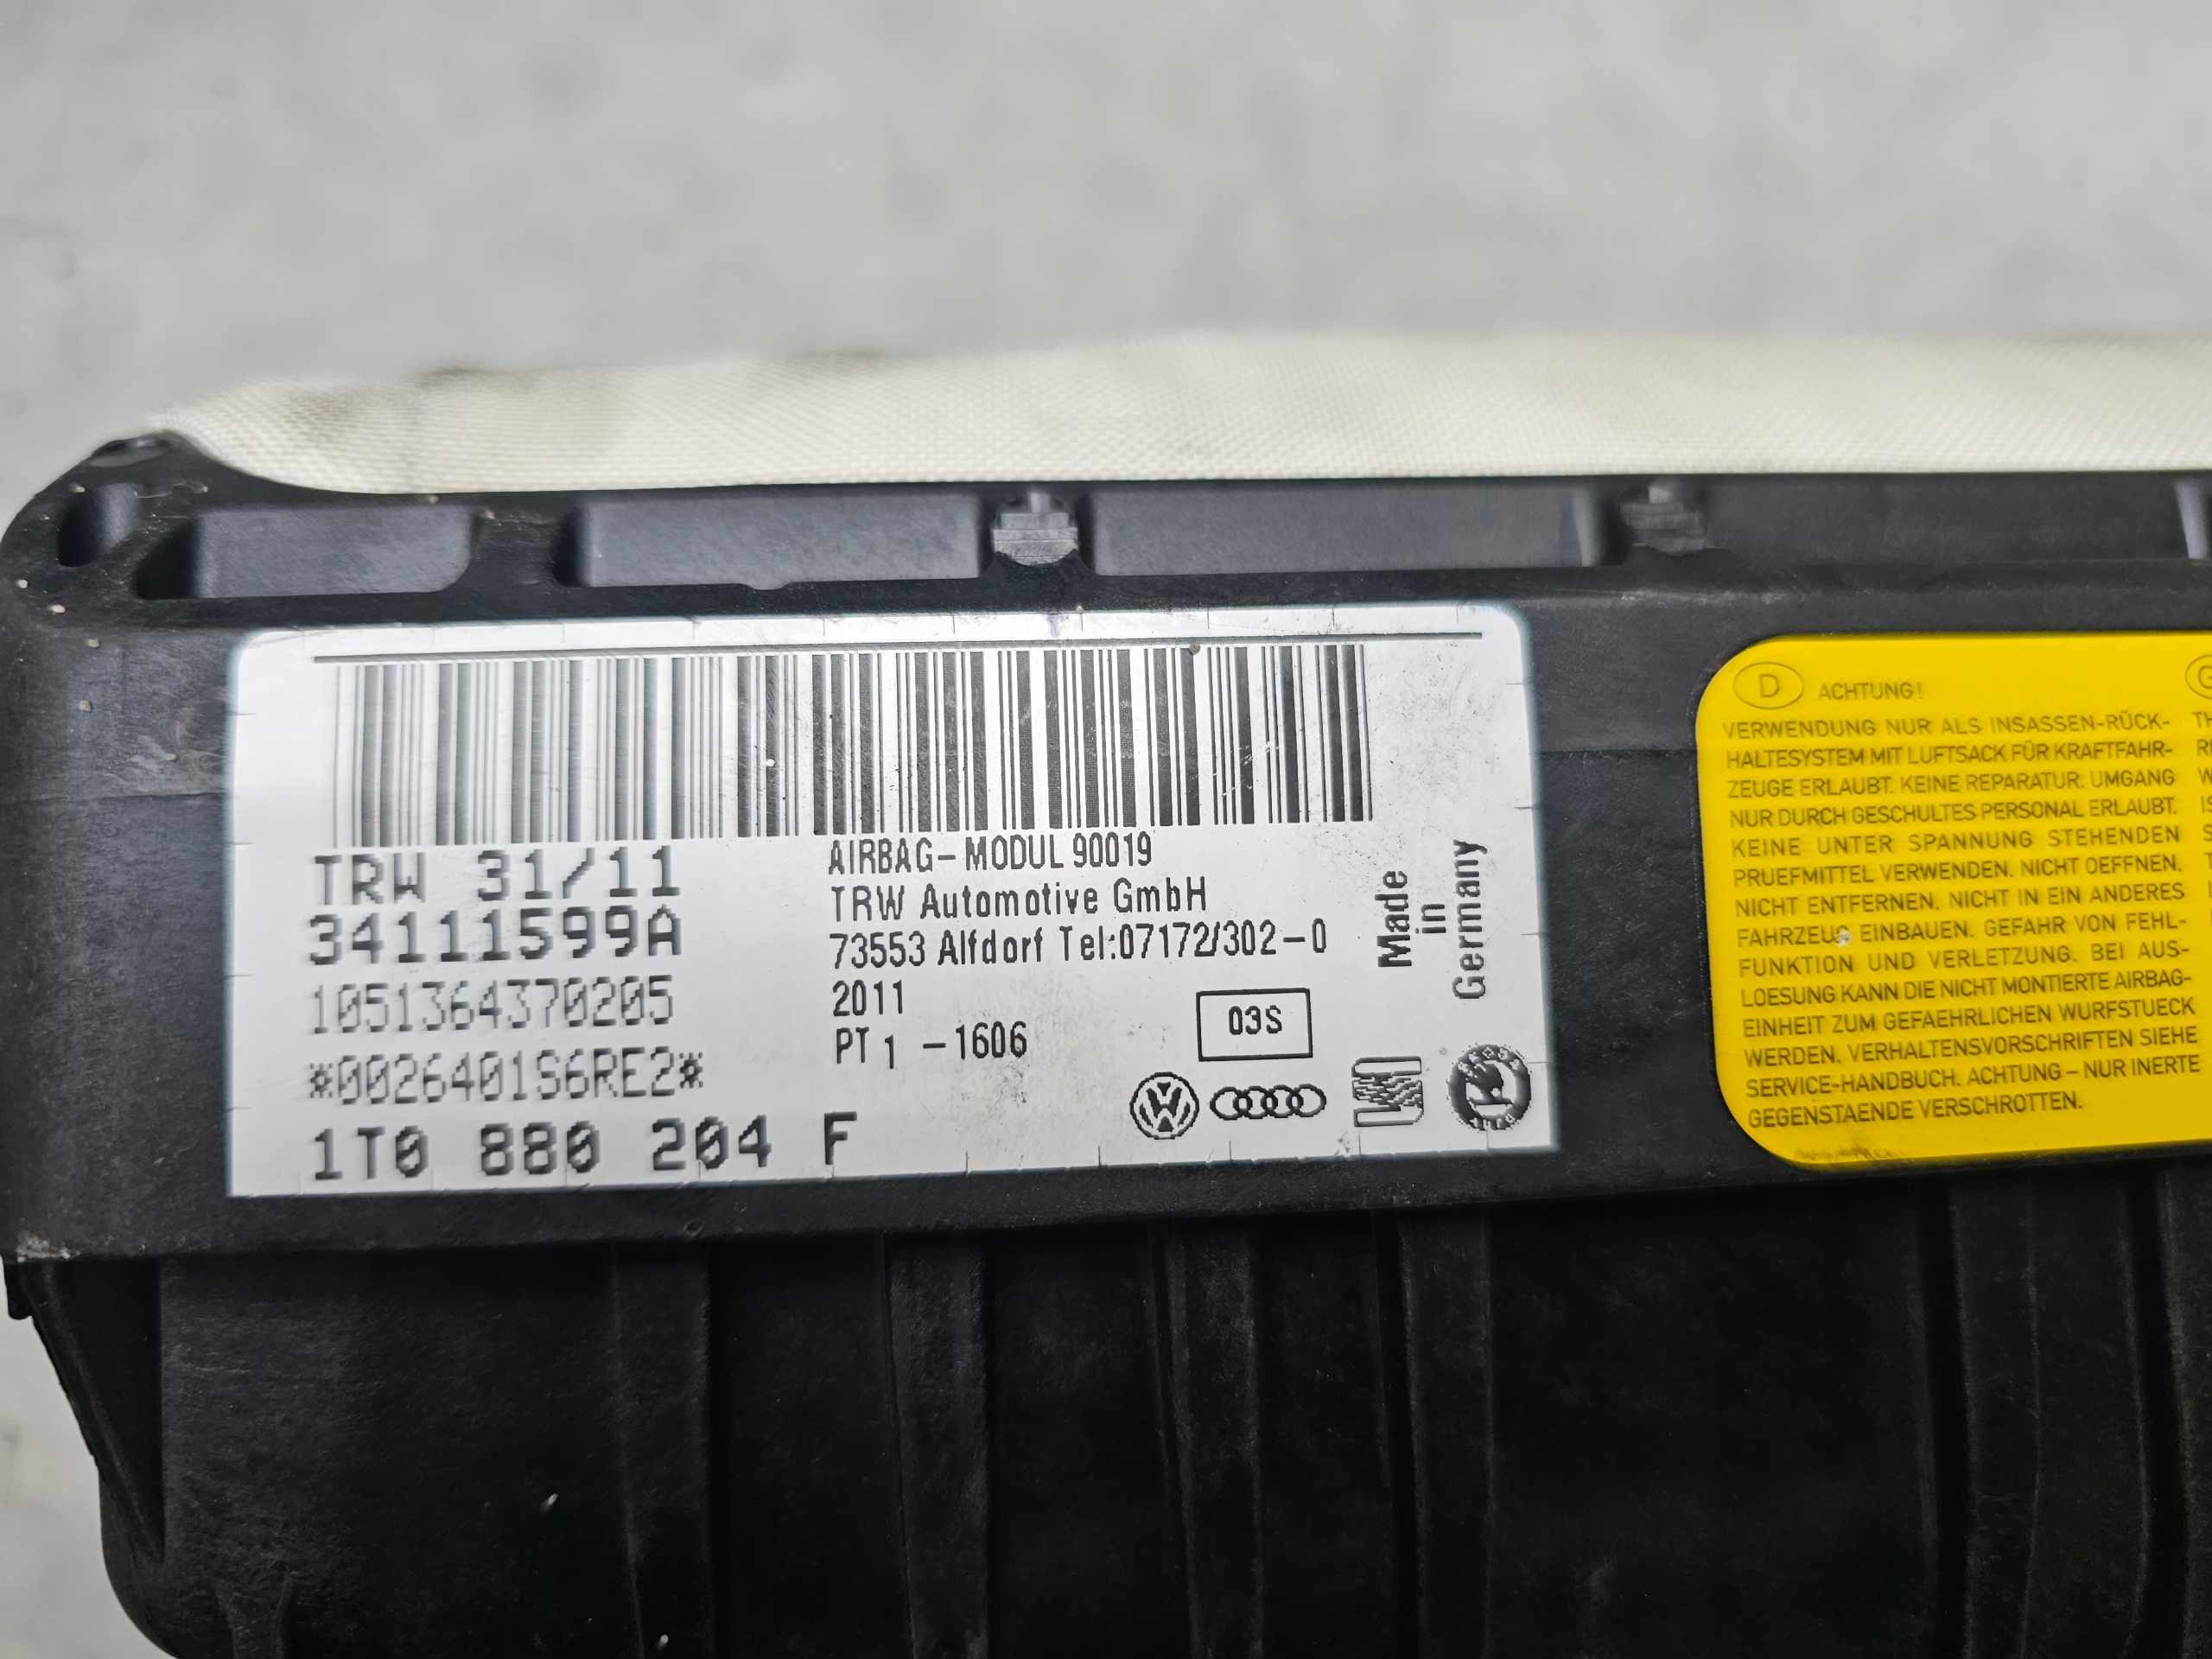 TRW 31/11
34111599A
1051364370205
*0026401S6RE2*
1T0 880 204 F
AIRBAG-MODUL 90019
TRW Automotive GmbH
73553 Alfdorf Tel:07172/302-0
2011
PT 1 -1606
03S
Made
in
Germany
D ACHTUNG!
VERWENDUNG NUR ALS INSASSEN-RÜCK-
HALTESYSTEM MIT LUFTSACK FÜR KRAFTFAHR-
ZEUGE ERLAUBT. KEINE REPARATUR. UMGANG
NUR DURCH GESCHULTES PERSONAL ERLAUBT.
KEINE UNTER SPANNUNG STEHENDEN
PRUEFMITTEL VERWENDEN. NICHT OEFFNEN.
NICHT ENTFERNEN. NICHT IN EIN ANDERES
FAHRZEUG EINBAUEN. GEFAHR VON FEHL-
FUNKTION UND VERLETZUNG. BEI AUS-
LOESUNG KANN DIE NICHT MONTIERTE AIRBAG-
EINHEIT ZUM GEFAEHRLICHEN WURFSTUECK
WERDEN. VERHALTENSVORSCHRIFTEN SIEHE
SERVICE-HANDBUCH. ACHTUNG – NUR INERTE
GEGENSTAENDE VERSCHROTTEN.